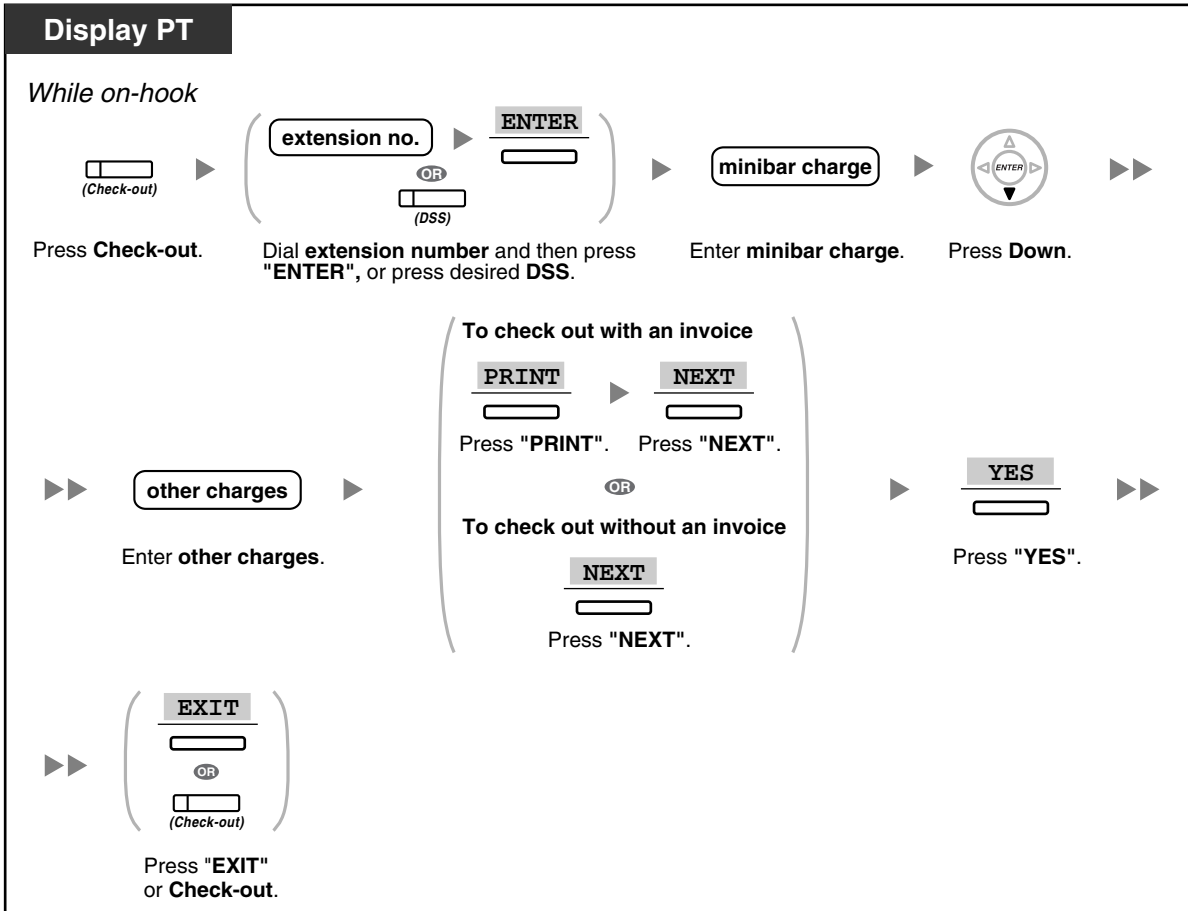 Display PT
While on-hook
(Check-out)
extension no.
ENTER
OR
(DSS)
minibar charge
ENTER
Press Check-out.
Dial extension number and then press
"ENTER", or press desired DSS.
Enter minibar charge.
Press Down.
other charges
Enter other charges.
To check out with an invoice
PRINT
NEXT
Press "PRINT".
Press "NEXT".
OR
To check out without an invoice
NEXT
Press "NEXT".
YES
Press "YES".
EXIT
OR
(Check-out)
Press "EXIT"
or Check-out.